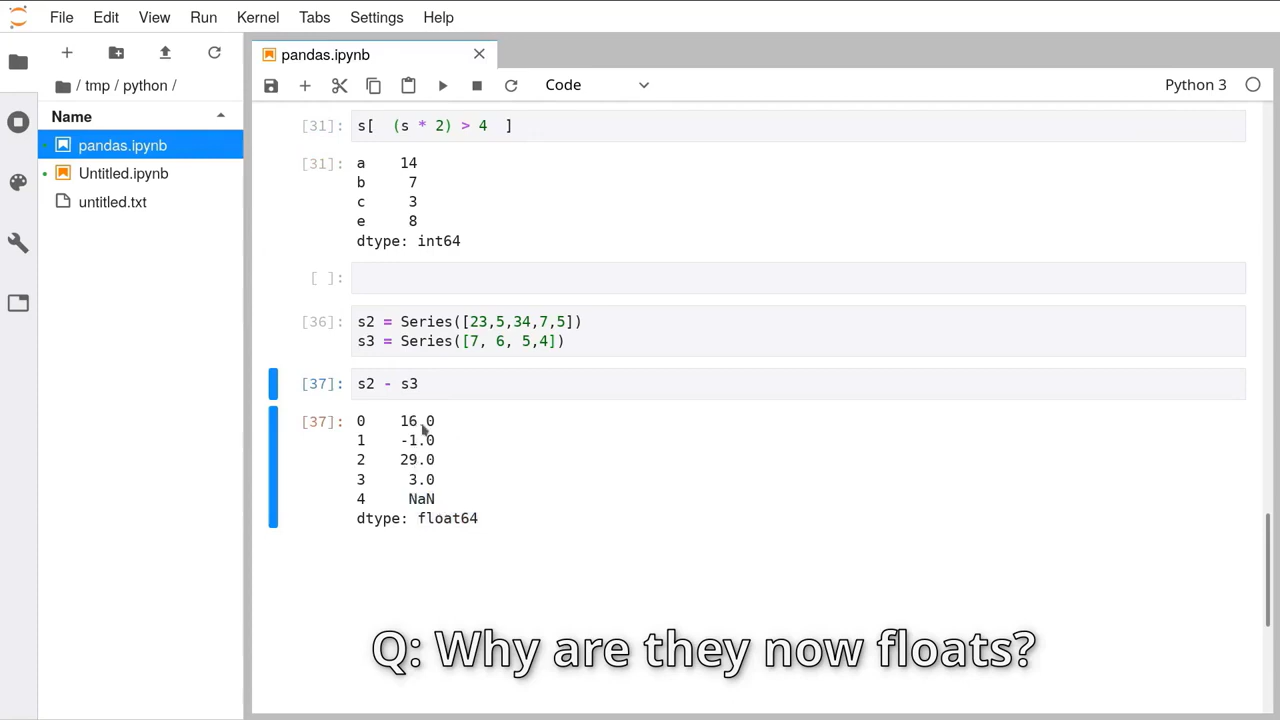 File Edit View Run Kernel Tabs Settings Help
pandas.ipynb
/ tmp / python /
Code
Python 3
Name
pandas.ipynb
Untitled.ipynb
untitled.txt
[31]: s[  (s * 2) > 4  ]
[31]: a 14
b 7
c 3
e 8
dtype: int64
[ ]:
[36]: s2 = Series([23,5,34,7,5])
s3 = Series([7, 6, 5,4])
[37]: s2 - s3
[37]: 0 16.0
1 -1.0
2 29.0
3 3.0
4 NaN
dtype: float64
Q: Why are they now floats?